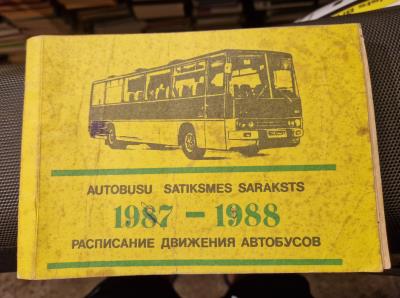 AUTOBUSU SATIKSMES SARAKSTS
1987 – 1988
РАСПИСАНИЕ ДВИЖЕНИЯ АВТОБУСОВ